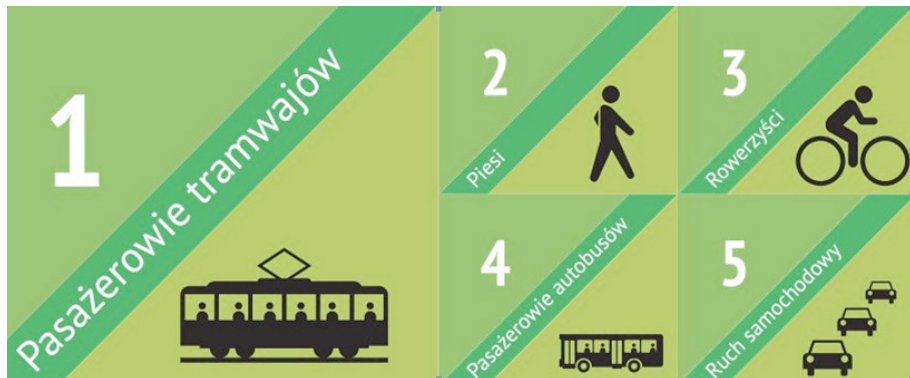 1
Pasażerowie tramwajów
2
Piesi
3
Rowerzyści
4
Pasażerowie autobusów
5
Ruch samochodowy